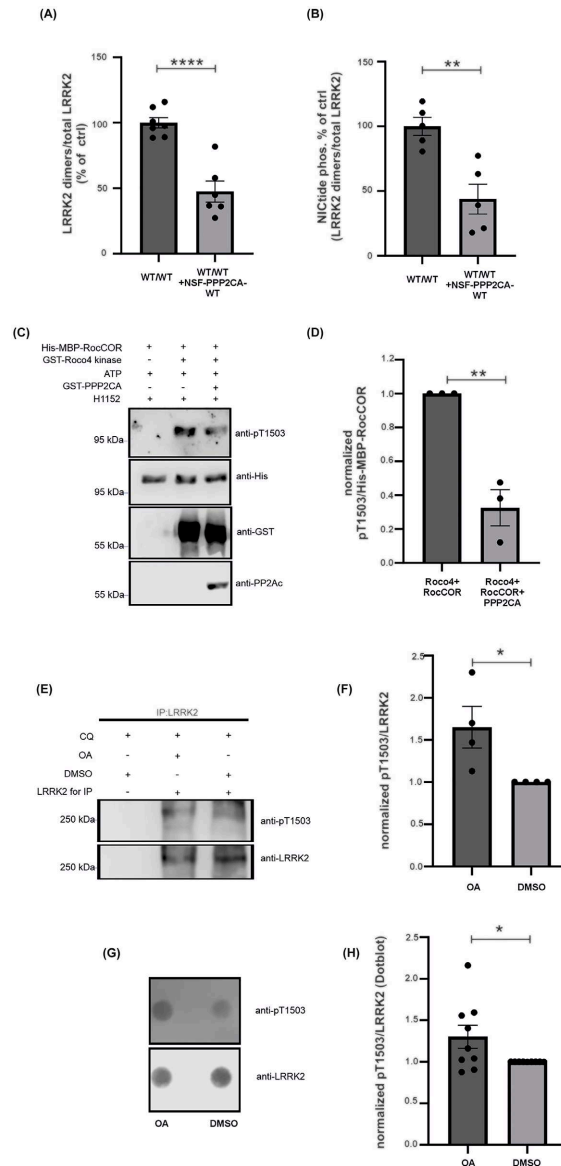 (A)
LRRK2 dimers/total LRRK2
(% of ctrl)
****
150
100
50
0
WT/WT
WT/WT
+NSF-PPP2CA-
WT
(B)
NICtide phos. % of ctrl
(LRRK2 dimers/total LRRK2)
**
150
100
50
0
WT/WT
WT/WT
+NSF-PPP2CA-
WT
(C)
His-MBP-RocCOR + + +
GST-Roco4 kinase - + +
ATP + + +
GST-PPP2CA - - +
H1152 + + +
95 kDa anti-pT1503
95 kDa anti-His
55 kDa anti-GST
55 kDa anti-PP2Ac
(D)
normalized
pT1503/His-MBP-RocCOR
**
1.0
0.8
0.6
0.4
0.2
0.0
Roco4+
RocCOR
Roco4+
RocCOR+
PPP2CA
(E)
IP:LRRK2
CQ + + +
OA - + -
DMSO + - +
LRRK2 for IP - + +
250 kDa anti-pT1503
250 kDa anti-LRRK2
(F)
normalized pT1503/LRRK2
*
2.5
2.0
1.5
1.0
0.5
0.0
OA
DMSO
(G)
anti-pT1503
anti-LRRK2
OA DMSO
(H)
normalized pT1503/LRRK2 (Dotblot)
*
2.5
2.0
1.5
1.0
0.5
0.0
OA
DMSO